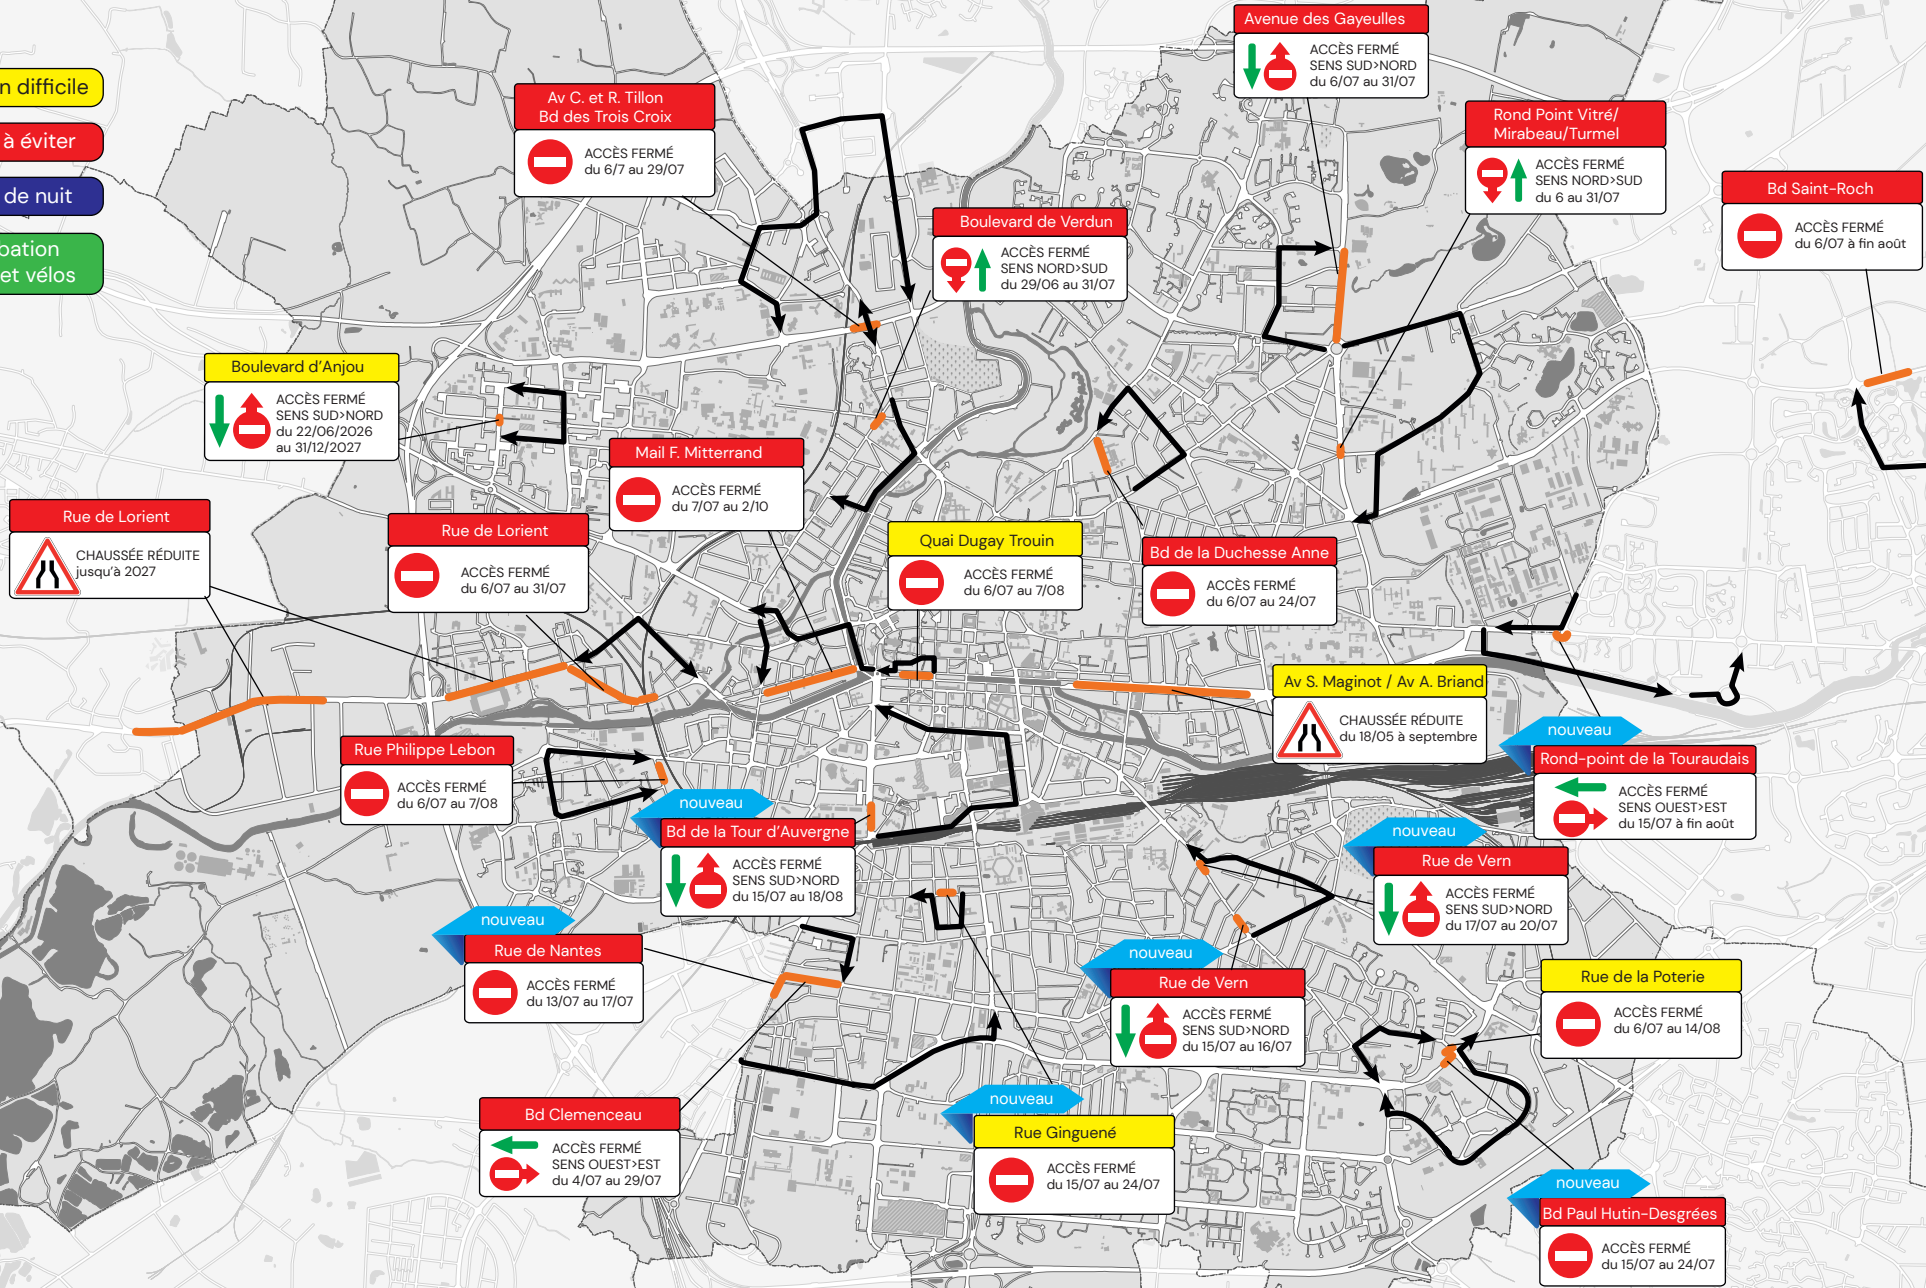 n difficile
à éviter
de nuit
bation
et vélos
Av C. et R. Tillon
Bd des Trois Croix
ACCÈS FERMÉ
du 6/7 au 29/07
Avenue des Gayeulles
ACCÈS FERMÉ
SENS SUD>NORD
du 6/07 au 31/07
Rond Point Vitré/
Mirabeau/Turmel
ACCÈS FERMÉ
SENS NORD>SUD
du 6 au 31/07
Bd Saint-Roch
ACCÈS FERMÉ
du 6/07 à fin août
Boulevard de Verdun
ACCÈS FERMÉ
SENS NORD>SUD
du 29/06 au 31/07
Boulevard d'Anjou
ACCÈS FERMÉ
SENS SUD>NORD
du 22/06/2026
au 31/12/2027
Mail F. Mitterrand
ACCÈS FERMÉ
du 7/07 au 2/10
Rue de Lorient
CHAUSSÉE RÉDUITE
jusqu'à 2027
Rue de Lorient
ACCÈS FERMÉ
du 6/07 au 31/07
Quai Dugay Trouin
ACCÈS FERMÉ
du 6/07 au 7/08
Bd de la Duchesse Anne
ACCÈS FERMÉ
du 6/07 au 24/07
Av S. Maginot / Av A. Briand
CHAUSSÉE RÉDUITE
du 18/05 à septembre
nouveau
Rond-point de la Touraudais
ACCÈS FERMÉ
SENS OUEST>EST
du 15/07 à fin août
Rue Philippe Lebon
ACCÈS FERMÉ
du 6/07 au 7/08
nouveau
Bd de la Tour d'Auvergne
ACCÈS FERMÉ
SENS SUD>NORD
du 15/07 au 18/08
nouveau
Rue de Vern
ACCÈS FERMÉ
SENS SUD>NORD
du 17/07 au 20/07
nouveau
Rue de Nantes
ACCÈS FERMÉ
du 13/07 au 17/07
nouveau
Rue de Vern
ACCÈS FERMÉ
SENS SUD>NORD
du 15/07 au 16/07
Rue de la Poterie
ACCÈS FERMÉ
du 6/07 au 14/08
Bd Clemenceau
ACCÈS FERMÉ
SENS OUEST>EST
du 4/07 au 29/07
nouveau
Rue Ginguené
ACCÈS FERMÉ
du 15/07 au 24/07
nouveau
Bd Paul Hutin-Desgrées
ACCÈS FERMÉ
du 15/07 au 24/07